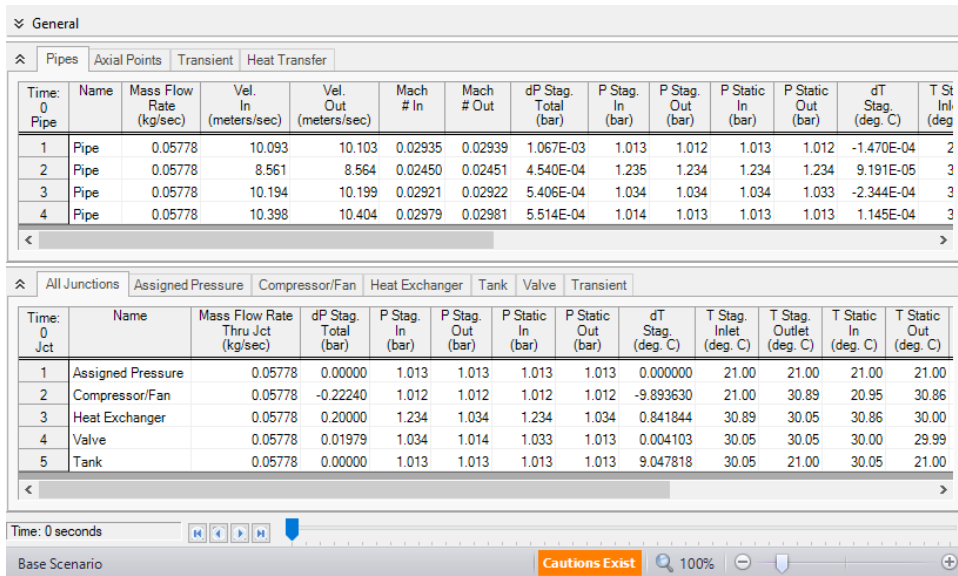 General
Pipes Axial Points Transient Heat Transfer
Time: 0 Pipe Name Mass Flow Rate (kg/sec) Vel. In (meters/sec) Vel. Out (meters/sec) Mach # In Mach # Out dP Stag. Total (bar) P Stag. In (bar) P Stag. Out (bar) P Static In (bar) P Static Out (bar) dT Stag. (deg. C) T St Inl (deg
1 Pipe 0.05778 10.093 10.103 0.02935 0.02939 1.067E-03 1.013 1.012 1.013 1.012 -1.470E-04 2
2 Pipe 0.05778 8.561 8.564 0.02450 0.02451 4.540E-04 1.235 1.234 1.234 1.234 9.191E-05 3
3 Pipe 0.05778 10.194 10.199 0.02921 0.02922 5.406E-04 1.034 1.034 1.034 1.033 -2.344E-04 3
4 Pipe 0.05778 10.398 10.404 0.02979 0.02981 5.514E-04 1.014 1.013 1.013 1.013 1.145E-04 3
All Junctions Assigned Pressure Compressor/Fan Heat Exchanger Tank Valve Transient
Time: 0 Jct Name Mass Flow Rate Thru Jct (kg/sec) dP Stag. Total (bar) P Stag. In (bar) P Stag. Out (bar) P Static In (bar) P Static Out (bar) dT Stag. (deg. C) T Stag. Inlet (deg. C) T Stag. Outlet (deg. C) T Static In (deg. C) T Static Out (deg. C)
1 Assigned Pressure 0.05778 0.00000 1.013 1.013 1.013 1.013 0.000000 21.00 21.00 21.00 21.00
2 Compressor/Fan 0.05778 -0.22240 1.012 1.012 1.012 1.012 -9.893630 21.00 30.89 20.95 30.86
3 Heat Exchanger 0.05778 0.20000 1.234 1.034 1.234 1.034 0.841844 30.89 30.05 30.86 30.00
4 Valve 0.05778 0.01979 1.034 1.014 1.033 1.013 0.004103 30.05 30.05 30.00 29.99
5 Tank 0.05778 0.00000 1.013 1.013 1.013 1.013 9.047818 30.05 21.00 30.05 21.00
Time: 0 seconds
Base Scenario Cautions Exist 100%